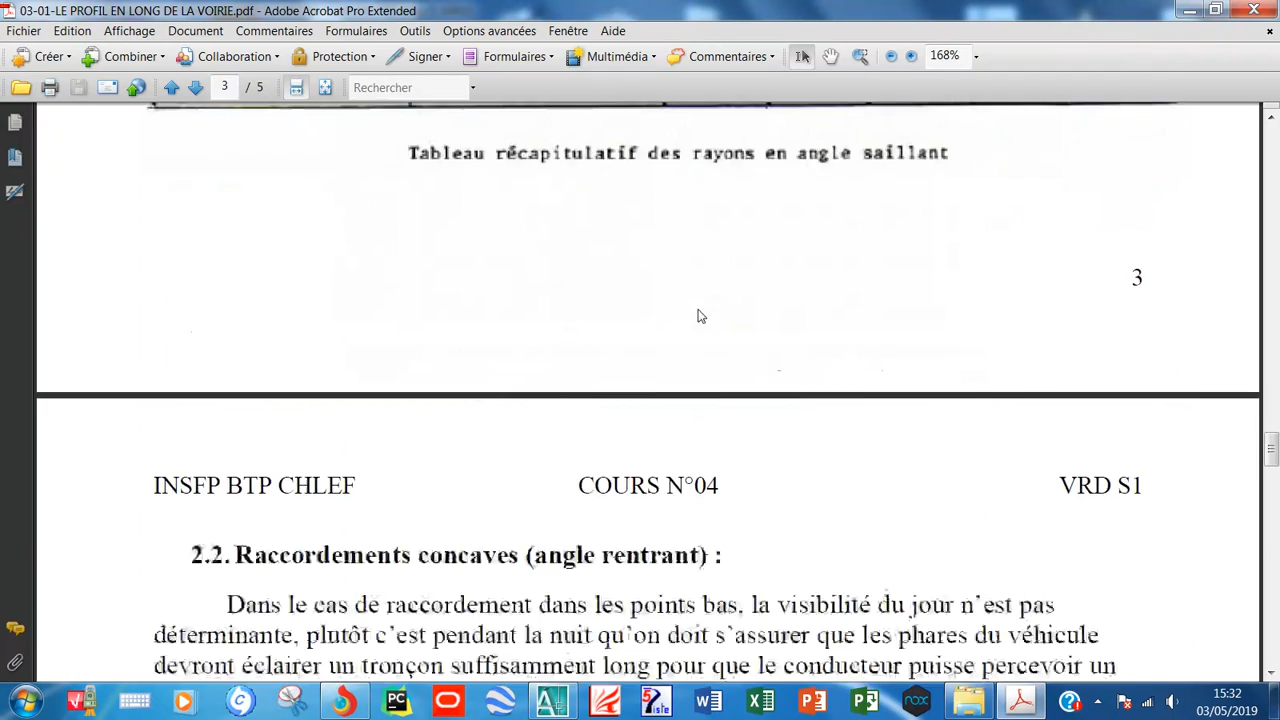 03-01-LE PROFIL EN LONG DE LA VOIRIE.pdf - Adobe Acrobat Pro Extended
Fichier Edition Affichage Document Commentaires Formulaires Outils Options avancées Fenêtre Aide
Créer Combiner Collaboration Protection Signer Formulaires Multimédia Commentaires 168%
3 / 5 Rechercher
Tableau récapitulatif des rayons en angle saillant
3
INSFP BTP CHLEF COURS N°04 VRD S1
2.2. Raccordements concaves (angle rentrant) :
Dans le cas de raccordement dans les points bas, la visibilité du jour n'est pas
déterminante, plutôt c'est pendant la nuit qu'on doit s'assurer que les phares du véhicule
devront éclairer un tronçon suffisamment long pour que le conducteur puisse percevoir un
15:32
03/05/2019